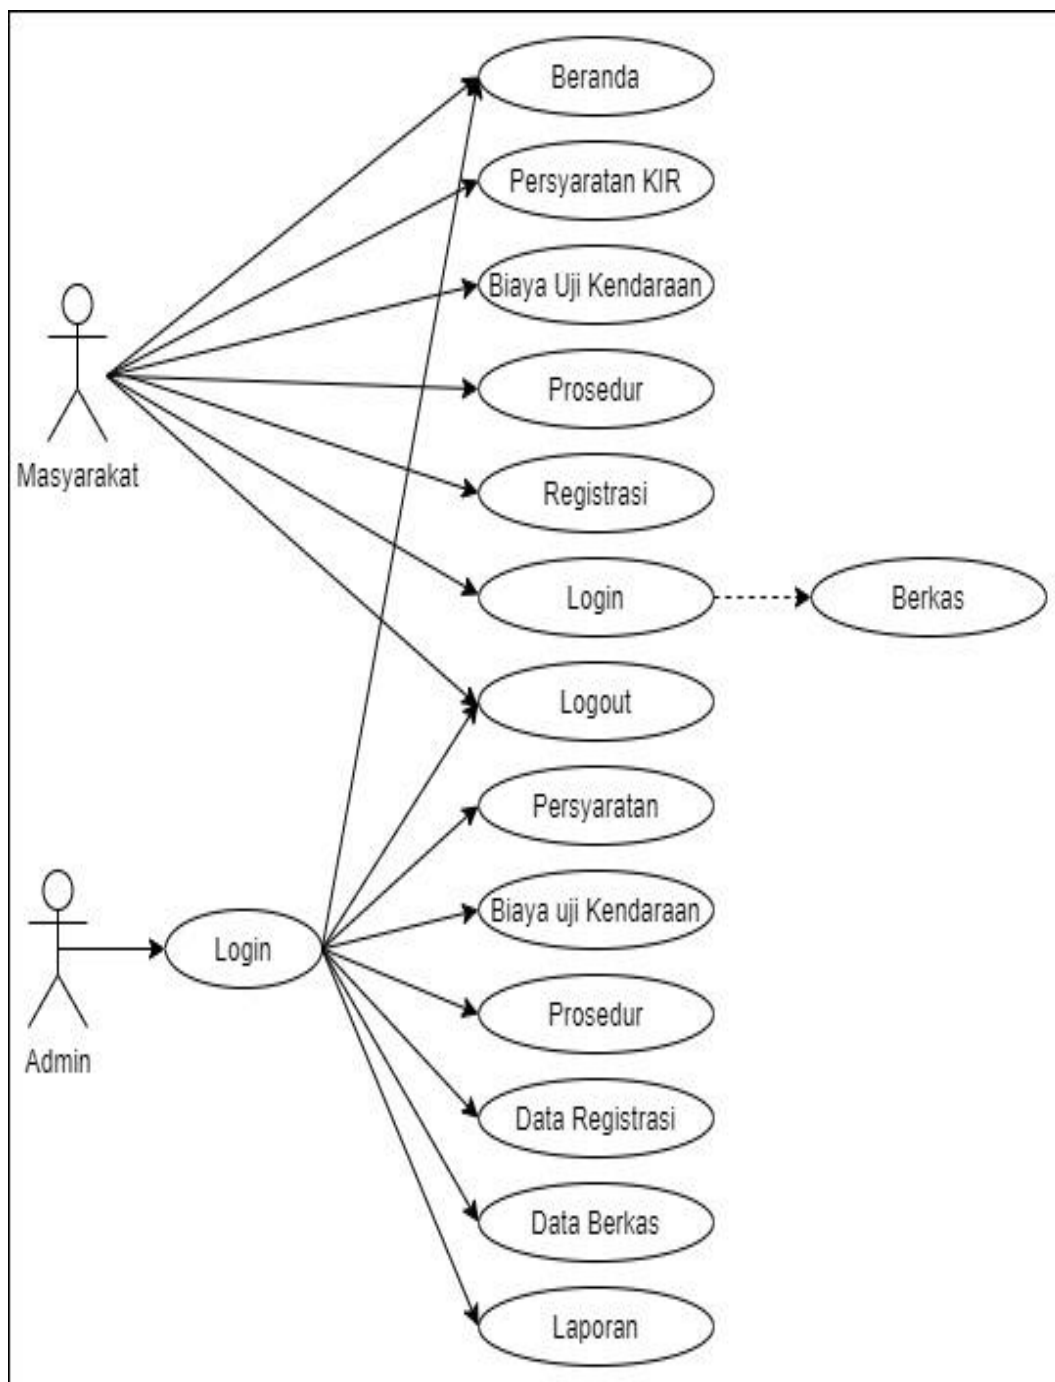 Beranda
Persyaratan KIR
Biaya Uji Kendaraan
Prosedur
Masyarakat
Registrasi
Login
Berkas
Logout
Persyaratan
Biaya uji Kendaraan
Login
Prosedur
Admin
Data Registrasi
Data Berkas
Laporan